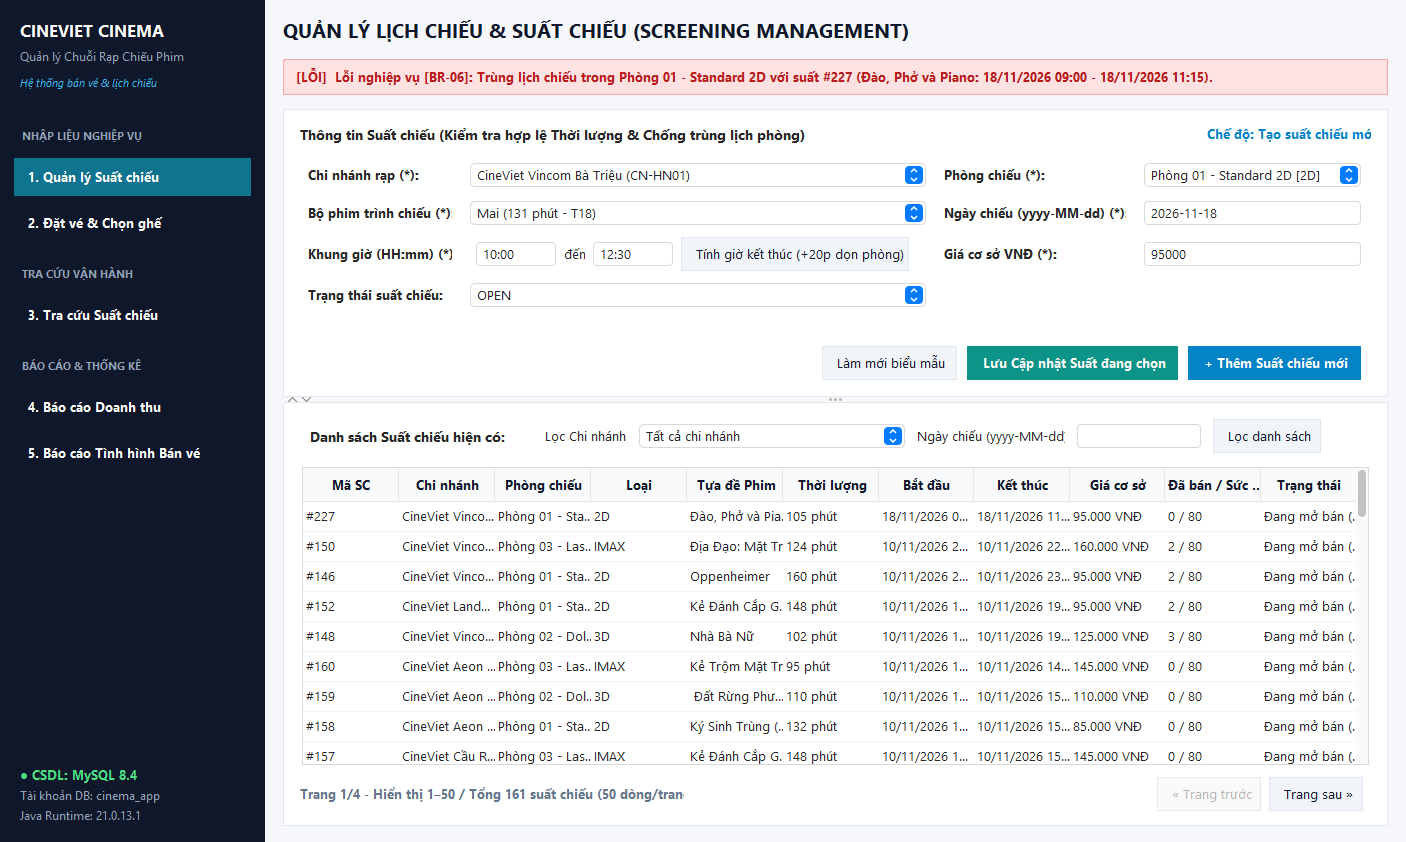 CINEVIET CINEMA
Quản lý Chuỗi Rạp Chiếu Phim
Hệ thống bán vé & lịch chiếu
NHẬP LIỆU NGHIỆP VỤ
1. Quản lý Suất chiếu
2. Đặt vé & Chọn ghế
TRA CỨU VẬN HÀNH
3. Tra cứu Suất chiếu
BÁO CÁO & THỐNG KÊ
4. Báo cáo Doanh thu
5. Báo cáo Tình hình Bán vé
● CSDL: MySQL 8.4
Tài khoản DB: cinema_app
Java Runtime: 21.0.13.1
QUẢN LÝ LỊCH CHIẾU & SUẤT CHIẾU (SCREENING MANAGEMENT)
[LỖI] Lỗi nghiệp vụ [BR-06]: Trùng lịch chiếu trong Phòng 01 - Standard 2D với suất #227 (Đào, Phở và Piano: 18/11/2026 09:00 - 18/11/2026 11:15).
Thông tin Suất chiếu (Kiểm tra hợp lệ Thời lượng & Chống trùng lịch phòng)
Chế độ: Tạo suất chiếu mớ
Chi nhánh rạp (*): CineViet Vincom Bà Triệu (CN-HN01) Phòng chiếu (*): Phòng 01 - Standard 2D [2D]
Bộ phim trình chiếu (*): Mai (131 phút - T18) Ngày chiếu (yyyy-MM-dd) (*): 2026-11-18
Khung giờ (HH:mm) (*) 10:00 đến 12:30 Tính giờ kết thúc (+20p dọn phòng) Giá cơ sở VNĐ (*): 95000
Trạng thái suất chiếu: OPEN
Làm mới biểu mẫu Lưu Cập nhật Suất đang chọn + Thêm Suất chiếu mới
Danh sách Suất chiếu hiện có: Lọc Chi nhánh Tất cả chi nhánh Ngày chiếu (yyyy-MM-dd) Lọc danh sách
Mã SC Chi nhánh Phòng chiếu Loại Tựa đề Phim Thời lượng Bắt đầu Kết thúc Giá cơ sở Đã bán / Sức ... Trạng thái
#227 CineViet Vinco... Phòng 01 - Sta... 2D Đào, Phở và Pia... 105 phút 18/11/2026 0... 18/11/2026 11... 95.000 VNĐ 0 / 80 Đang mở bán (...
#150 CineViet Vinco... Phòng 03 - Las... IMAX Địa Đạo: Mặt Tr 124 phút 10/11/2026 2... 10/11/2026 22... 160.000 VNĐ 2 / 80 Đang mở bán (...
#146 CineViet Vinco... Phòng 01 - Sta... 2D Oppenheimer 160 phút 10/11/2026 2... 10/11/2026 23... 95.000 VNĐ 2 / 80 Đang mở bán (...
#152 CineViet Land... Phòng 01 - Sta... 2D Kẻ Đánh Cắp G... 148 phút 10/11/2026 1... 10/11/2026 19... 95.000 VNĐ 2 / 80 Đang mở bán (...
#148 CineViet Vinco... Phòng 02 - Dol... 3D Nhà Bà Nữ 102 phút 10/11/2026 1... 10/11/2026 19... 125.000 VNĐ 3 / 80 Đang mở bán (...
#160 CineViet Aeon ... Phòng 03 - Las... IMAX Kẻ Trộm Mặt Tr 95 phút 10/11/2026 1... 10/11/2026 14... 145.000 VNĐ 0 / 80 Đang mở bán (...
#159 CineViet Aeon ... Phòng 02 - Dol... 3D Đất Rừng Phư... 110 phút 10/11/2026 1... 10/11/2026 15... 110.000 VNĐ 0 / 80 Đang mở bán (...
#158 CineViet Aeon ... Phòng 01 - Sta... 2D Ký Sinh Trùng (... 132 phút 10/11/2026 1... 10/11/2026 15... 85.000 VNĐ 0 / 80 Đang mở bán (...
#157 CineViet Cầu R... Phòng 03 - Las... IMAX Kẻ Đánh Cắp G... 148 phút 10/11/2026 1... 10/11/2026 15... 145.000 VNĐ 0 / 80 Đang mở bán (...
Trang 1/4 - Hiển thị 1–50 / Tổng 161 suất chiếu (50 dòng/tran
« Trang trước Trang sau »